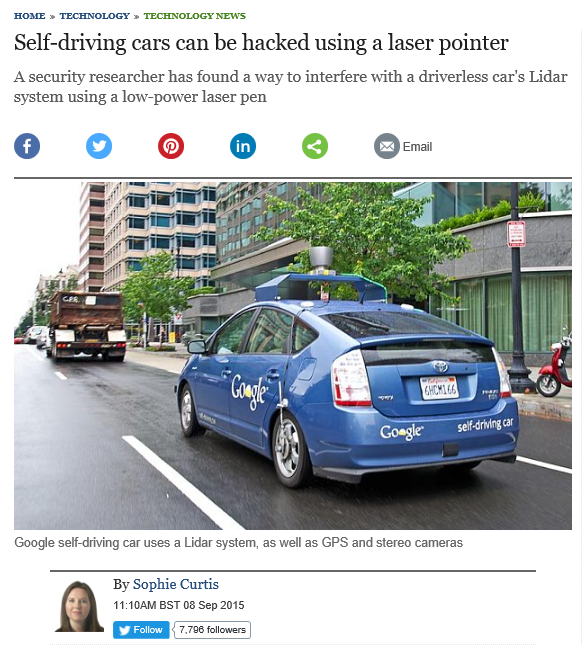 HOME » TECHNOLOGY » TECHNOLOGY NEWS
Self-driving cars can be hacked using a laser pointer
A security researcher has found a way to interfere with a driverless car's Lidar
system using a low-power laser pen
Email
Google
Google
self-driving car
Google self-driving car uses a Lidar system, as well as GPS and stereo cameras
By Sophie Curtis
11:10AM BST 08 Sep 2015
Follow
7,796 followers